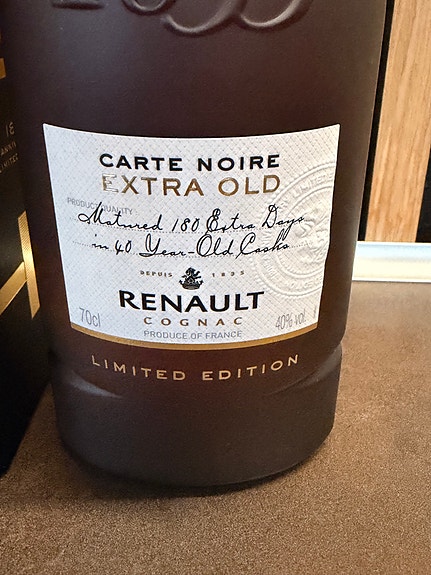 1835
CARTE NOIRE
EXTRA OLD
PRODUCT QUALITY
Matured 180 Extra Days
in 40 Year-Old Casks
DEPUIS 1835
RENAULT
70cl
COGNAC
40% vol.
PRODUCE OF FRANCE
LIMITED EDITION